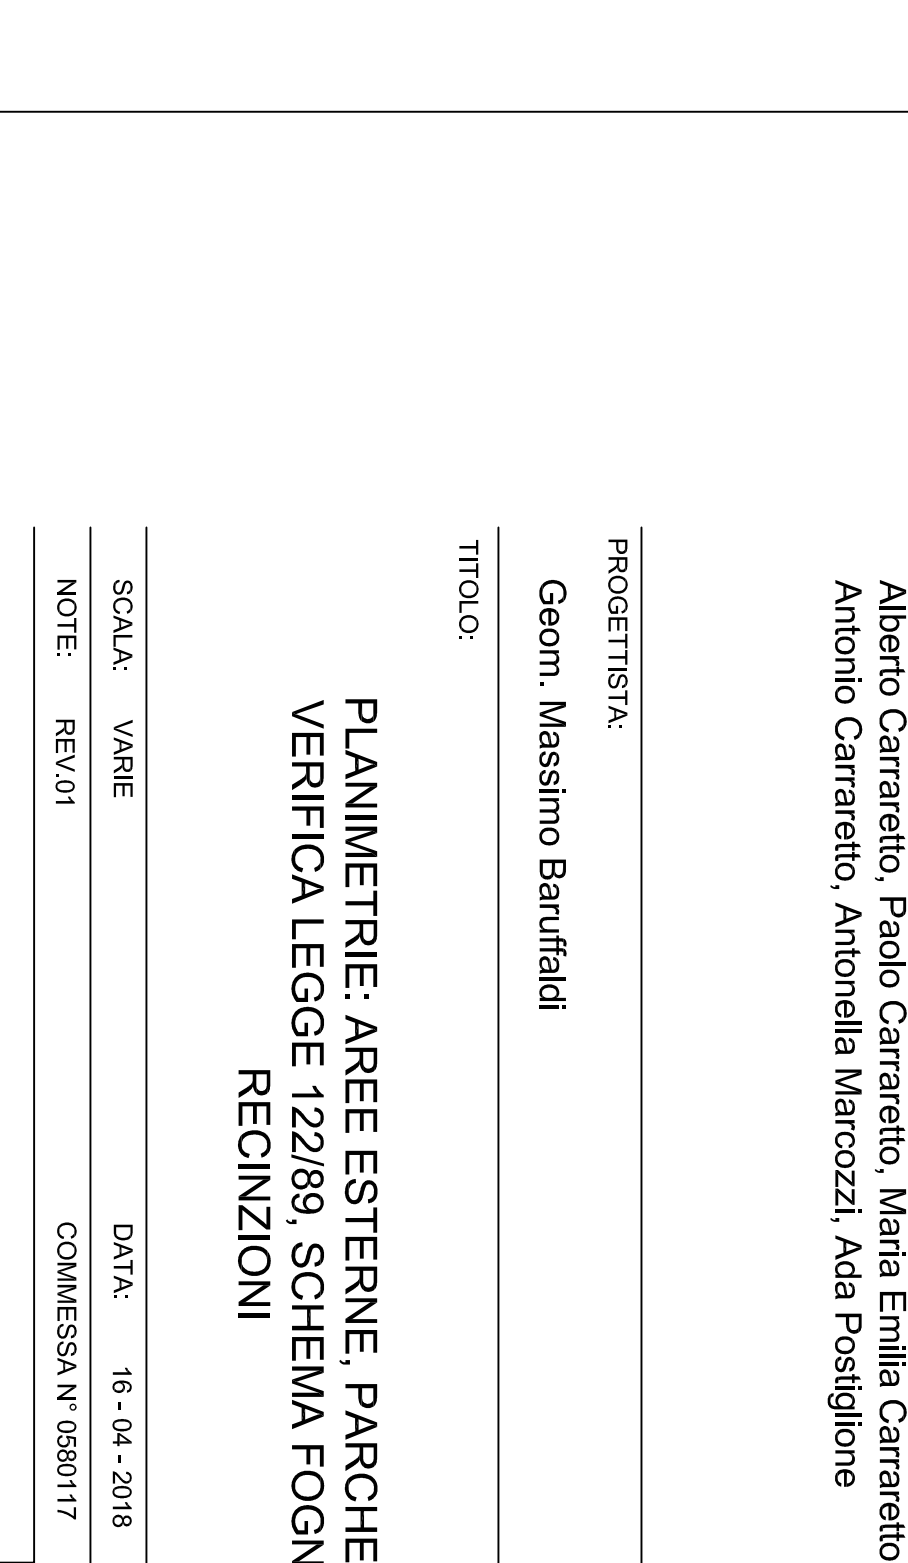 Alberto Carraretto, Paolo Carraretto, Maria Emilia Carraretto
Antonio Carraretto, Antonella Marcozzi, Ada Postiglione
PROGETTISTA:
Geom. Massimo Baruffaldi
TITOLO:
PLANIMETRIE: AREE ESTERNE, PARCHE
VERIFICA LEGGE 122/89, SCHEMA FOGN
RECINZIONI
SCALA: VARIE DATA: 16 - 04 - 2018
NOTE: REV.01 COMMESSA N° 0580117